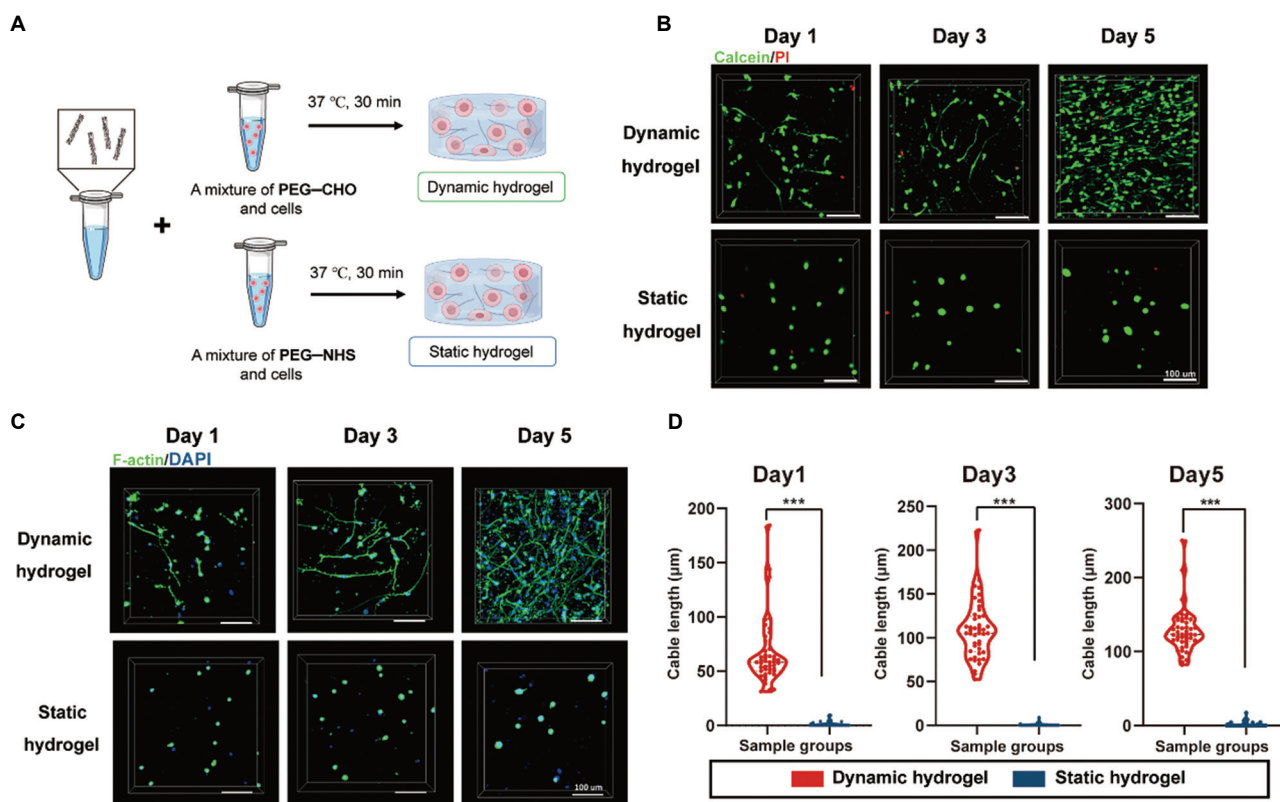 A
37 ℃, 30 min
A mixture of PEG–CHO
and cells
Dynamic hydrogel
+
37 ℃, 30 min
A mixture of PEG–NHS
and cells
Static hydrogel
B
Day 1
Day 3
Day 5
Calcein/PI
Dynamic
hydrogel
Static
hydrogel
100 um
C
Day 1
Day 3
Day 5
F-actin/DAPI
Dynamic
hydrogel
Static
hydrogel
100 μm
D
Day1
Cable length (μm)
200
150
100
50
0
***
Sample groups
Day3
Cable length (μm)
250
200
150
100
50
0
***
Sample groups
Day5
Cable length (μm)
300
200
100
0
***
Sample groups
Dynamic hydrogel
Static hydrogel